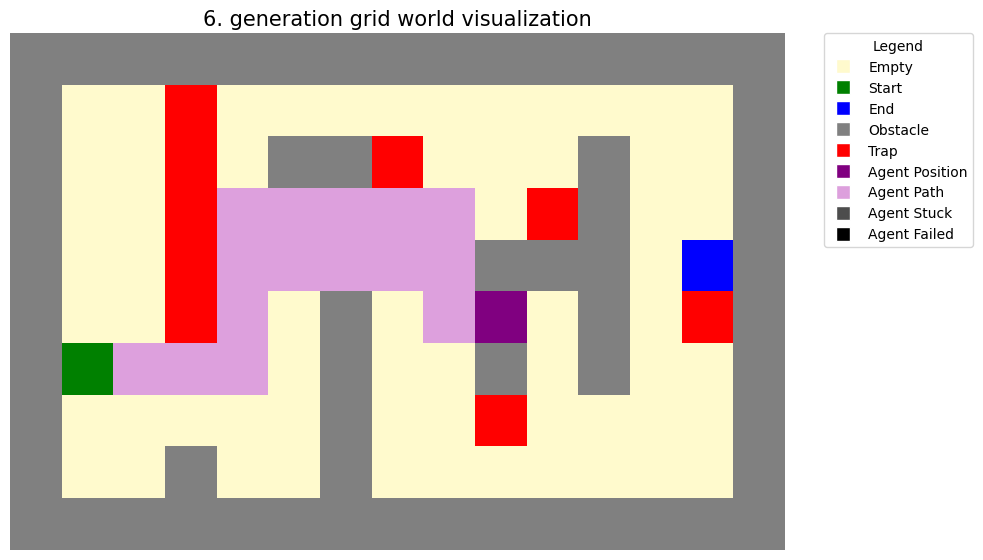 6. generation grid world visualization
Legend
Empty
Start
End
Obstacle
Trap
Agent Position
Agent Path
Agent Stuck
Agent Failed